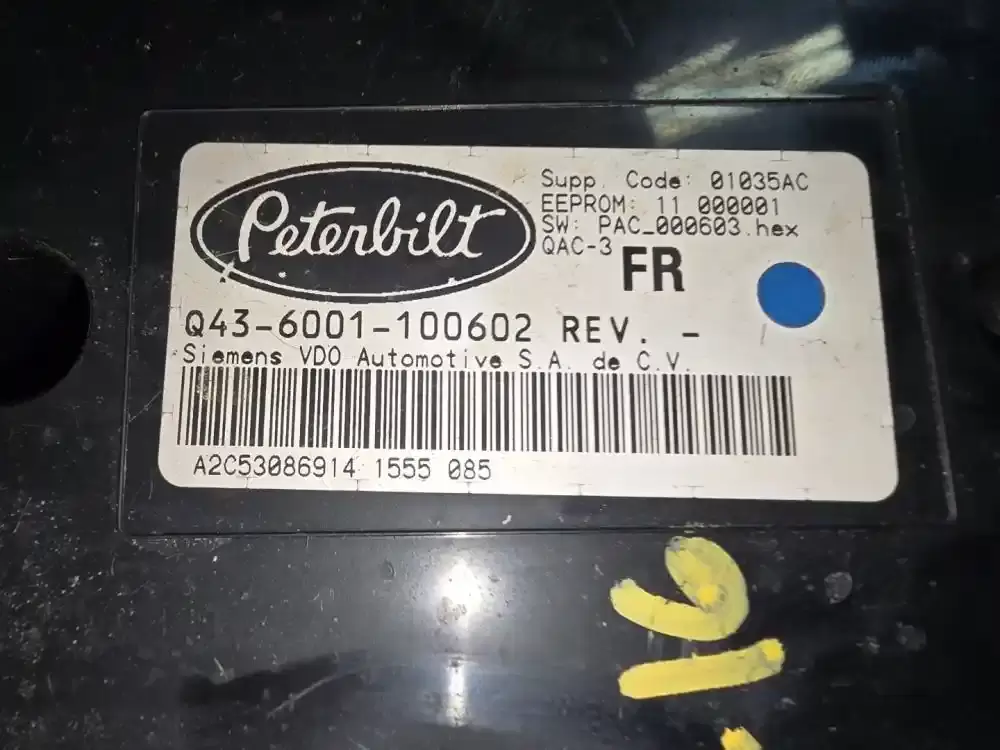 Peterbilt
Supp. Code: 01035AC
EEPROM: 11 000001
SW: PAC_000603.hex
QAC-3
FR
Q43-6001-100602 REV. -
Siemens VDO Automotive S.A. de C.V.
A2C53086914 1555 085